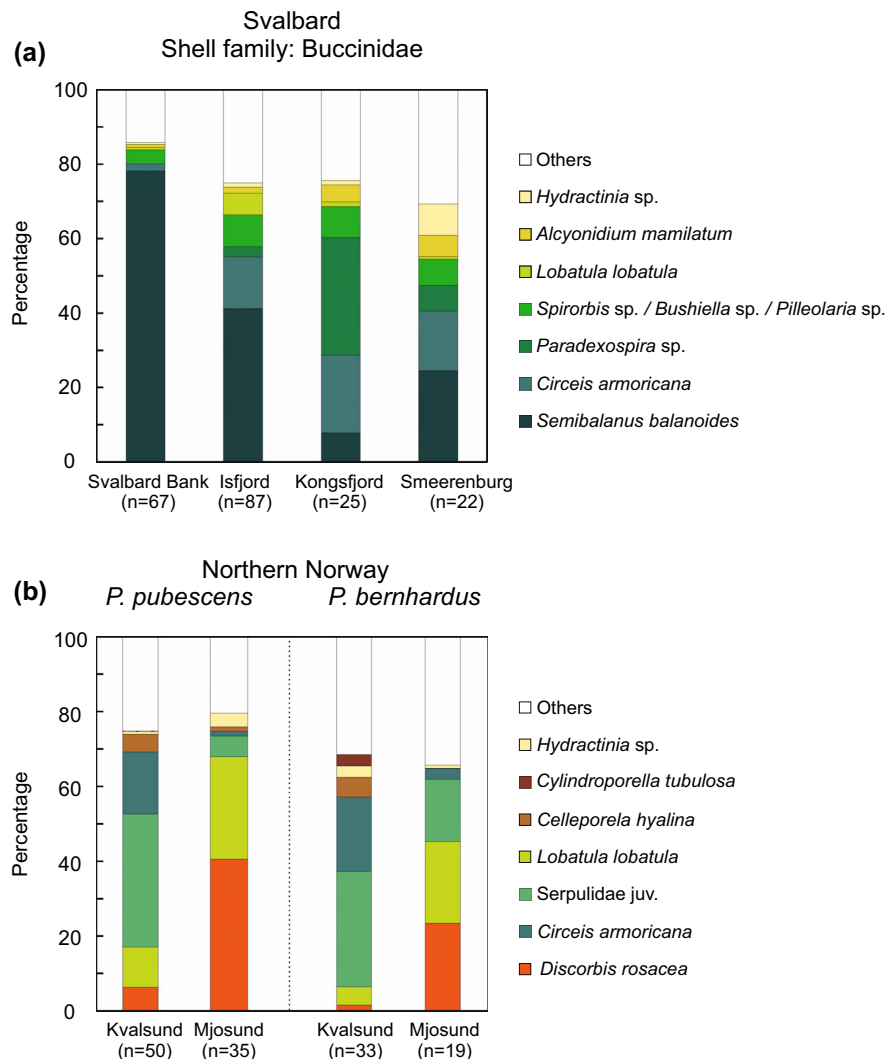 Svalbard
Shell family: Buccinidae
(a)
100
80
60
40
20
0
Percentage
Svalbard Bank Isfjord Kongsfjord Smeerenburg
(n=67) (n=87) (n=25) (n=22)
Others
Hydractinia sp.
Alcyonidium mamilatum
Lobatula lobatula
Spirorbis sp. / Bushiella sp. / Pilleolaria sp.
Paradexospira sp.
Circeis armoricana
Semibalanus balanoides
Northern Norway
(b)
P. pubescens P. bernhardus
100
80
60
40
20
0
Percentage
Kvalsund Mjosund Kvalsund Mjosund
(n=50) (n=35) (n=33) (n=19)
Others
Hydractinia sp.
Cylindroporella tubulosa
Celleporela hyalina
Lobatula lobatula
Serpulidae juv.
Circeis armoricana
Discorbis rosacea